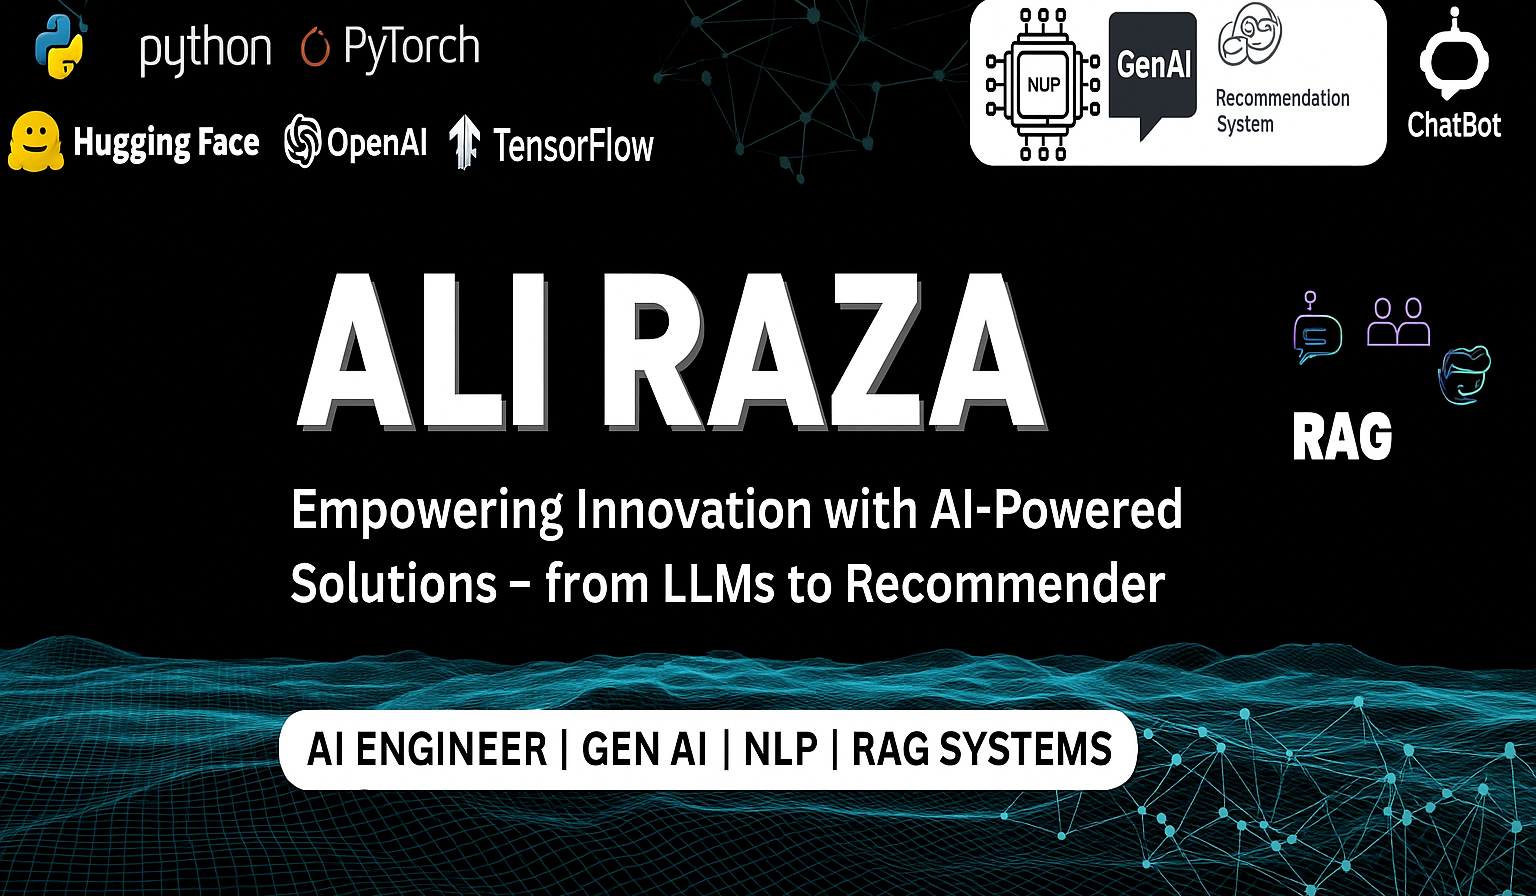 python
PyTorch
Hugging Face
OpenAI
TensorFlow
NUP
GenAI
Recommendation
System
ChatBot
ALI RAZA
Empowering Innovation with AI-Powered
Solutions – from LLMs to Recommender
RAG
AI ENGINEER | GEN AI | NLP | RAG SYSTEMS